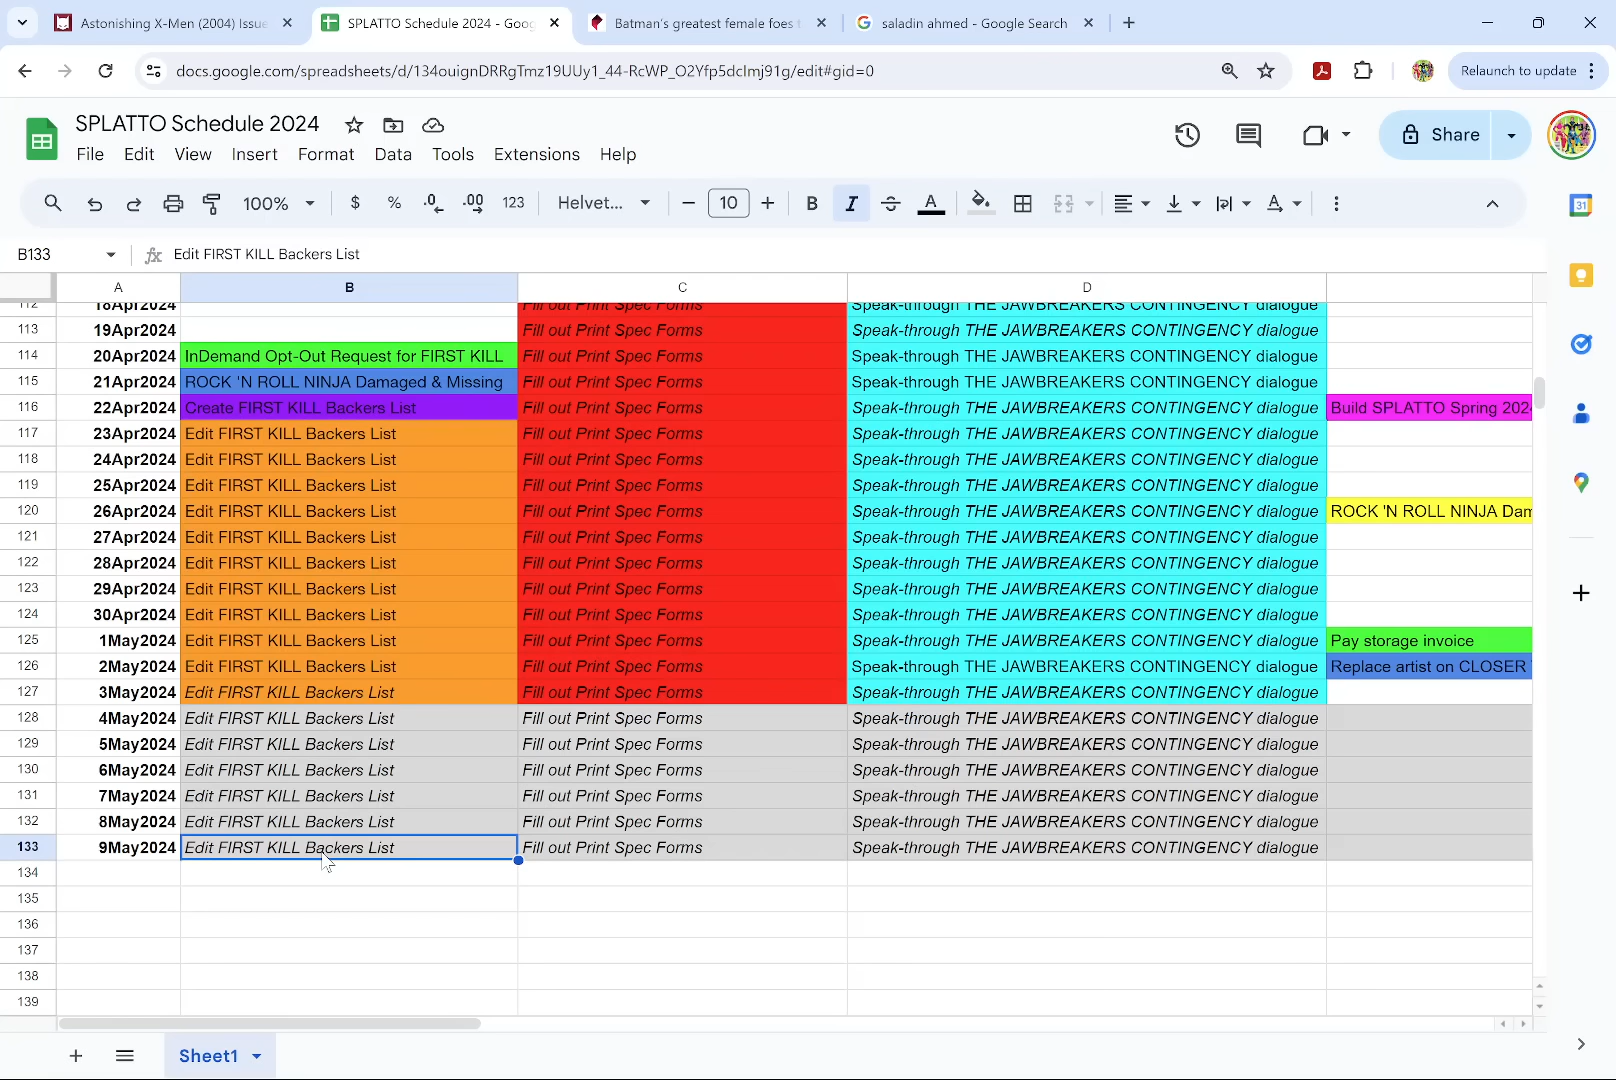 Astonishing X-Men (2004) Issue
SPLATTO Schedule 2024 - Goog
Batman's greatest female foes t
saladin ahmed - Google Search
docs.google.com/spreadsheets/d/134ouignDRRgTmz19UUy1_44-RcWP_O2Yfp5dclmj91g/edit#gid=0
Relaunch to update
SPLATTO Schedule 2024
File Edit View Insert Format Data Tools Extensions Help
Share
100% $ % .0 .00 123 Helvet... 10 B I S A
B133 fx Edit FIRST KILL Backers List
A B C D
112 18Apr2024 Fill out Print Spec Forms Speak-through THE JAWBREAKERS CONTINGENCY dialogue
113 19Apr2024 Fill out Print Spec Forms Speak-through THE JAWBREAKERS CONTINGENCY dialogue
114 20Apr2024 InDemand Opt-Out Request for FIRST KILL Fill out Print Spec Forms Speak-through THE JAWBREAKERS CONTINGENCY dialogue
115 21Apr2024 ROCK 'N ROLL NINJA Damaged & Missing Fill out Print Spec Forms Speak-through THE JAWBREAKERS CONTINGENCY dialogue
116 22Apr2024 Create FIRST KILL Backers List Fill out Print Spec Forms Speak-through THE JAWBREAKERS CONTINGENCY dialogue Build SPLATTO Spring 202
117 23Apr2024 Edit FIRST KILL Backers List Fill out Print Spec Forms Speak-through THE JAWBREAKERS CONTINGENCY dialogue
118 24Apr2024 Edit FIRST KILL Backers List Fill out Print Spec Forms Speak-through THE JAWBREAKERS CONTINGENCY dialogue
119 25Apr2024 Edit FIRST KILL Backers List Fill out Print Spec Forms Speak-through THE JAWBREAKERS CONTINGENCY dialogue
120 26Apr2024 Edit FIRST KILL Backers List Fill out Print Spec Forms Speak-through THE JAWBREAKERS CONTINGENCY dialogue ROCK 'N ROLL NINJA Dam
121 27Apr2024 Edit FIRST KILL Backers List Fill out Print Spec Forms Speak-through THE JAWBREAKERS CONTINGENCY dialogue
122 28Apr2024 Edit FIRST KILL Backers List Fill out Print Spec Forms Speak-through THE JAWBREAKERS CONTINGENCY dialogue
123 29Apr2024 Edit FIRST KILL Backers List Fill out Print Spec Forms Speak-through THE JAWBREAKERS CONTINGENCY dialogue
124 30Apr2024 Edit FIRST KILL Backers List Fill out Print Spec Forms Speak-through THE JAWBREAKERS CONTINGENCY dialogue
125 1May2024 Edit FIRST KILL Backers List Fill out Print Spec Forms Speak-through THE JAWBREAKERS CONTINGENCY dialogue Pay storage invoice
126 2May2024 Edit FIRST KILL Backers List Fill out Print Spec Forms Speak-through THE JAWBREAKERS CONTINGENCY dialogue Replace artist on CLOSER
127 3May2024 Edit FIRST KILL Backers List Fill out Print Spec Forms Speak-through THE JAWBREAKERS CONTINGENCY dialogue
128 4May2024 Edit FIRST KILL Backers List Fill out Print Spec Forms Speak-through THE JAWBREAKERS CONTINGENCY dialogue
129 5May2024 Edit FIRST KILL Backers List Fill out Print Spec Forms Speak-through THE JAWBREAKERS CONTINGENCY dialogue
130 6May2024 Edit FIRST KILL Backers List Fill out Print Spec Forms Speak-through THE JAWBREAKERS CONTINGENCY dialogue
131 7May2024 Edit FIRST KILL Backers List Fill out Print Spec Forms Speak-through THE JAWBREAKERS CONTINGENCY dialogue
132 8May2024 Edit FIRST KILL Backers List Fill out Print Spec Forms Speak-through THE JAWBREAKERS CONTINGENCY dialogue
133 9May2024 Edit FIRST KILL Backers List Fill out Print Spec Forms Speak-through THE JAWBREAKERS CONTINGENCY dialogue
134
135
136
137
138
139
Sheet1